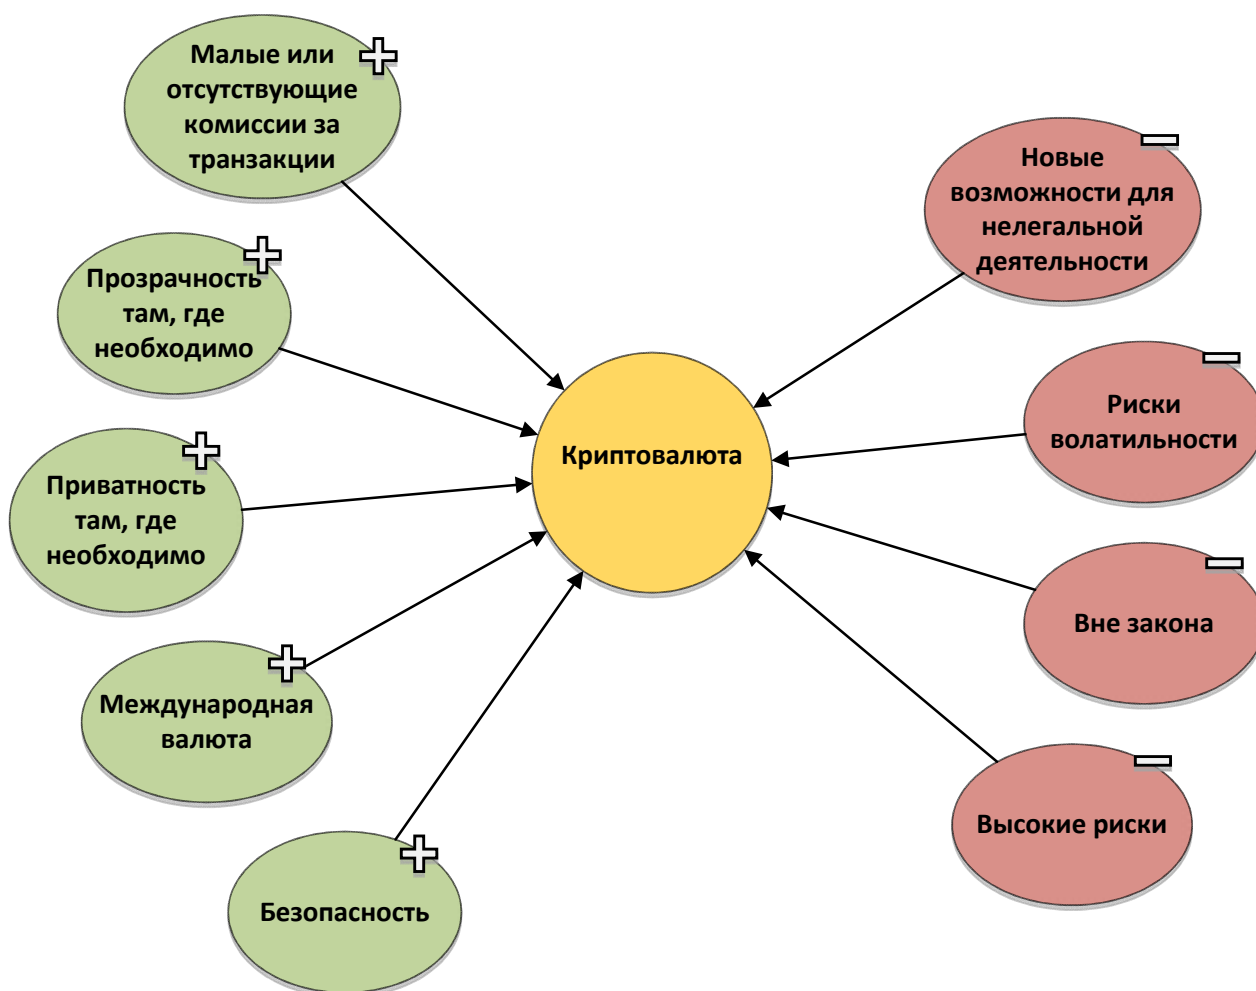 Малые или
отсутствующие
комиссии за
транзакции
Прозрачность
там, где
необходимо
Приватность
там, где
необходимо
Международная
валюта
Безопасность
Криптовалюта
Новые
возможности для
нелегальной
деятельности
Риски
волатильности
Вне закона
Высокие риски